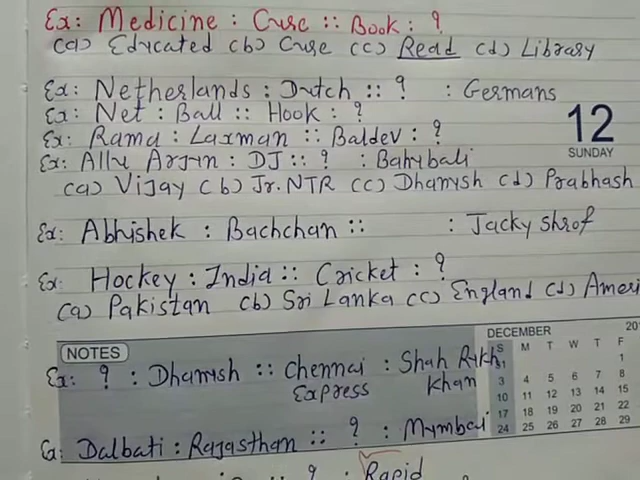 Ex: Medicine : Cure :: Book : ?
(a) Educated (b) Cure (c) Read (d) Library
Ex: Netherlands : Dutch :: ? : Germans
Ex: Net : Ball :: Hook : ?
12
SUNDAY
Ex: Rama : Laxman :: Baldev : ?
Ex: Allu Arjun : DJ :: ? : Bahubali
(a) Vijay (b) Jr. NTR (c) Dhanush (d) Prabhash
Ex: Abhishek : Bachchan :: : Jacky Shrof
Ex: Hockey : India :: Cricket : ?
(a) Pakistan (b) Sri Lanka (c) England (d) Ameri
NOTES
Ex: ? : Dhanush :: Chennai Express : Shah Rukh Khan
Ex: Dalbati : Rajasthan :: ? : Mumbai
? : Rapid
DECEMBER 20
S M T W T F
31 1
3 4 5 6 7 8
10 11 12 13 14 15
17 18 19 20 21 22
24 25 26 27 28 29